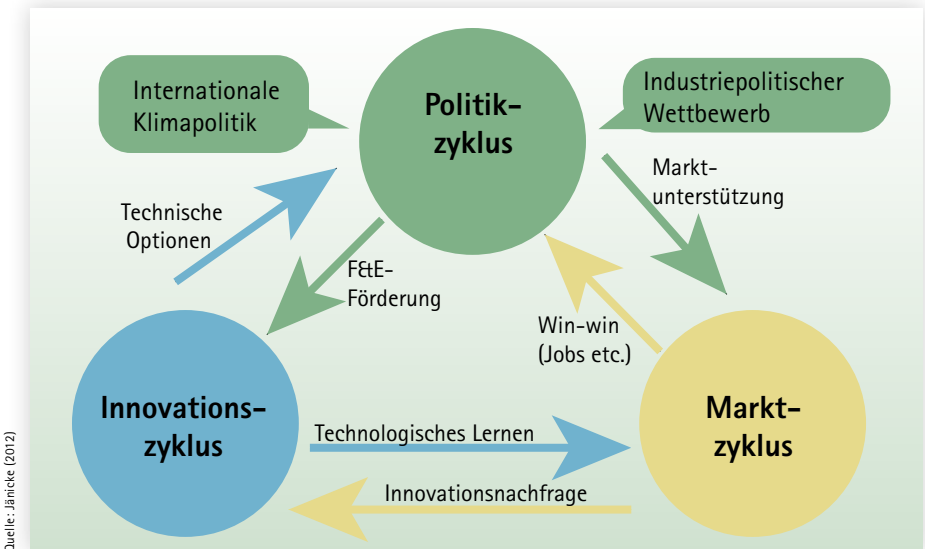 Internationale
Klimapolitik
Politik-
zyklus
Industriepolitischer
Wettbewerb
Technische
Optionen
F&E-
Förderung
Markt-
unterstützung
Win-win
(Jobs etc.)
Innovations-
zyklus
Technologisches Lernen
Innovationsnachfrage
Markt-
zyklus
Quelle: Jänicke (2012)